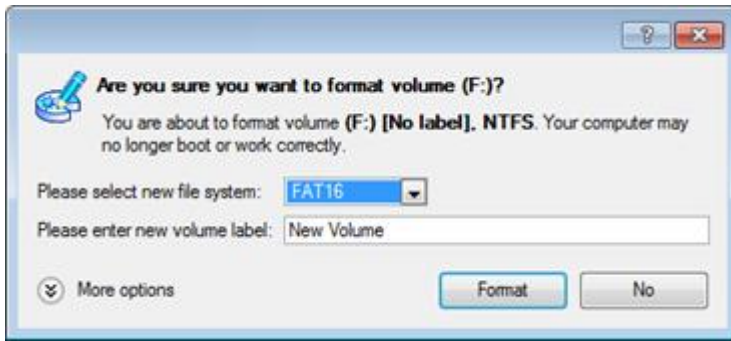 Are you sure you want to format volume (F:)?
You are about to format volume (F:) [No label], NTFS. Your computer may
no longer boot or work correctly.
Please select new file system: FAT16
Please enter new volume label: New Volume
More options Format No